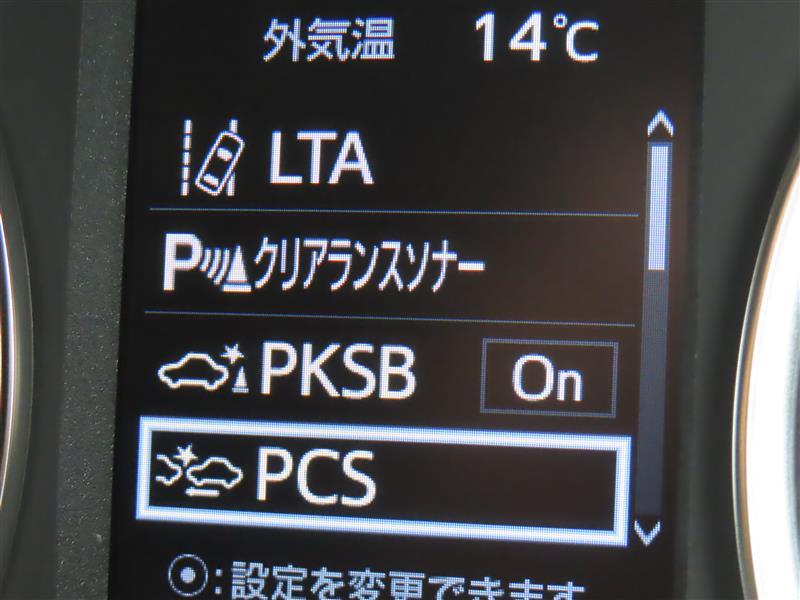 外気温 14℃
LTA
Pクリアランスソナー
PKSB On
PCS
:設定を変更できます